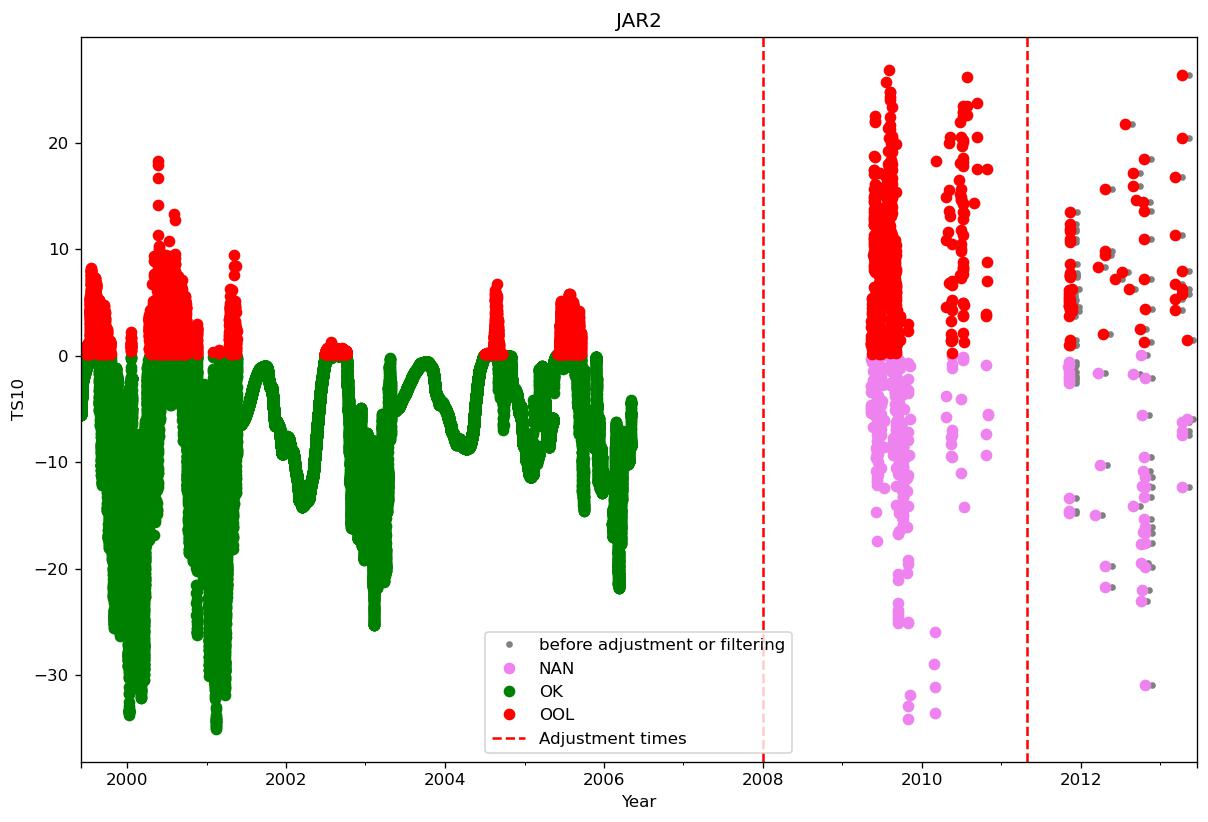 JAR2
TS10
20
10
0
−10
−20
−30
before adjustment or filtering
NAN
OK
OOL
Adjustment times
2000 2002 2004 2006 2008 2010 2012
Year